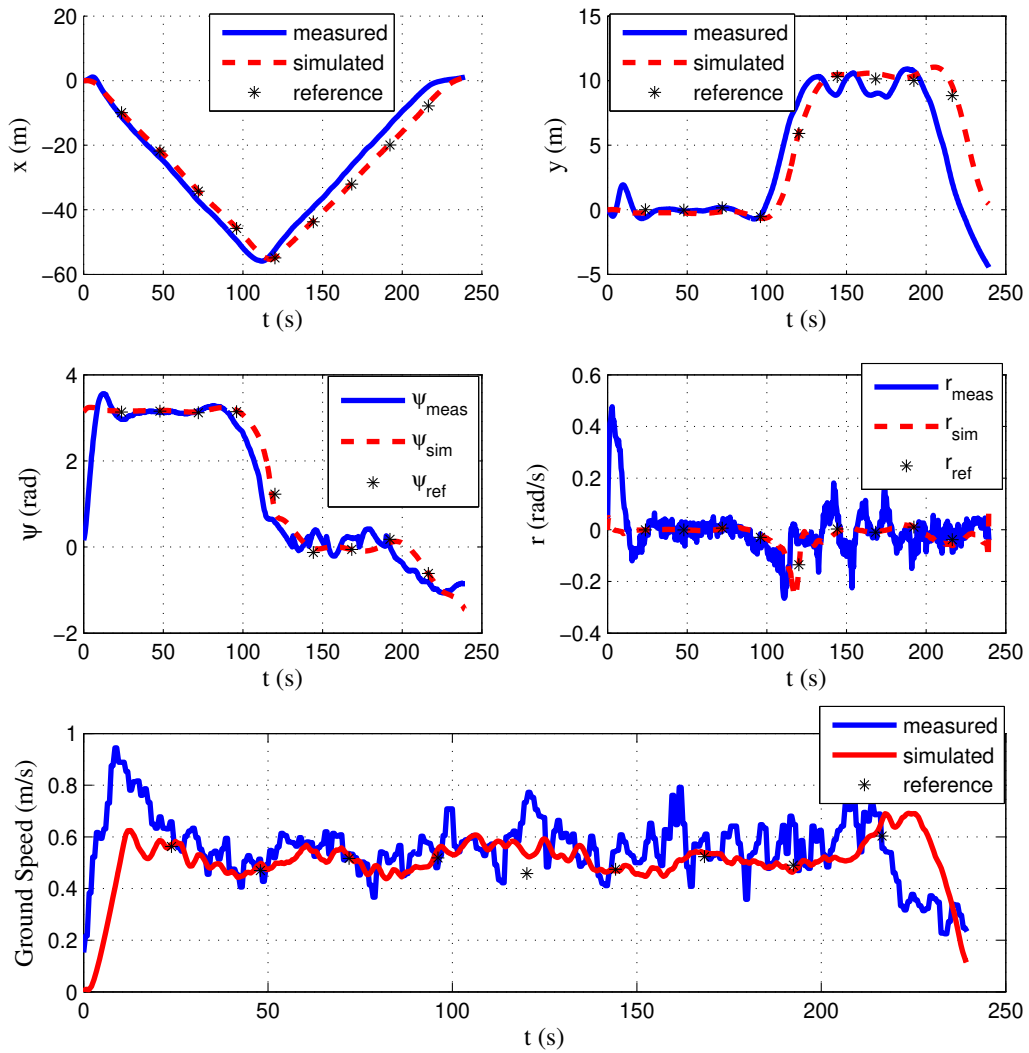 20
0
−20
−40
−60
x (m)
0 50 100 150 200 250
t (s)
measured
simulated
reference
15
10
5
0
−5
y (m)
0 50 100 150 200 250
t (s)
measured
simulated
reference
4
2
0
−2
ψ (rad)
0 50 100 150 200 250
t (s)
ψmeas
ψsim
ψref
0.6
0.4
0.2
0
−0.2
−0.4
r (rad/s)
0 50 100 150 200 250
t (s)
rmeas
rsim
rref
1
0.8
0.6
0.4
0.2
0
Ground Speed (m/s)
0 50 100 150 200 250
t (s)
measured
simulated
reference